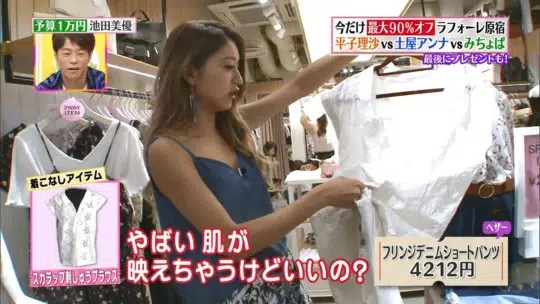 予算1万円 池田美優
今だけ 最大90%オフ ラフォーレ原宿
平子理沙vs土屋アンナvsみちょぱ
最後にプレゼントも!
2WAY
ITEM
着こなしアイテム
スカラップ刺しゅうブラウス
やばい 肌が
映えちゃうけどいいの?
ヘザー
フリンジデニムショートパンツ
4212円